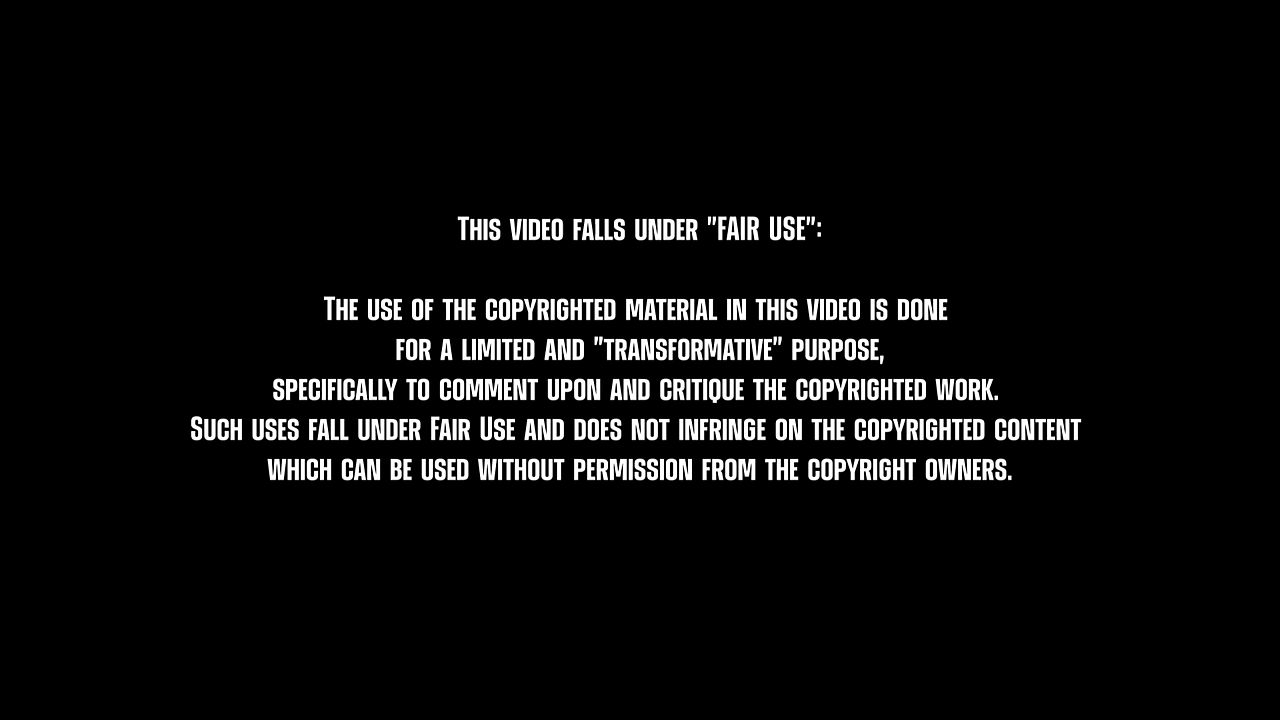 This video falls under "FAIR USE":
The use of the copyrighted material in this video is done
for a limited and "transformative" purpose,
specifically to comment upon and critique the copyrighted work.
Such uses fall under Fair Use and does not infringe on the copyrighted content
which can be used without permission from the copyright owners.